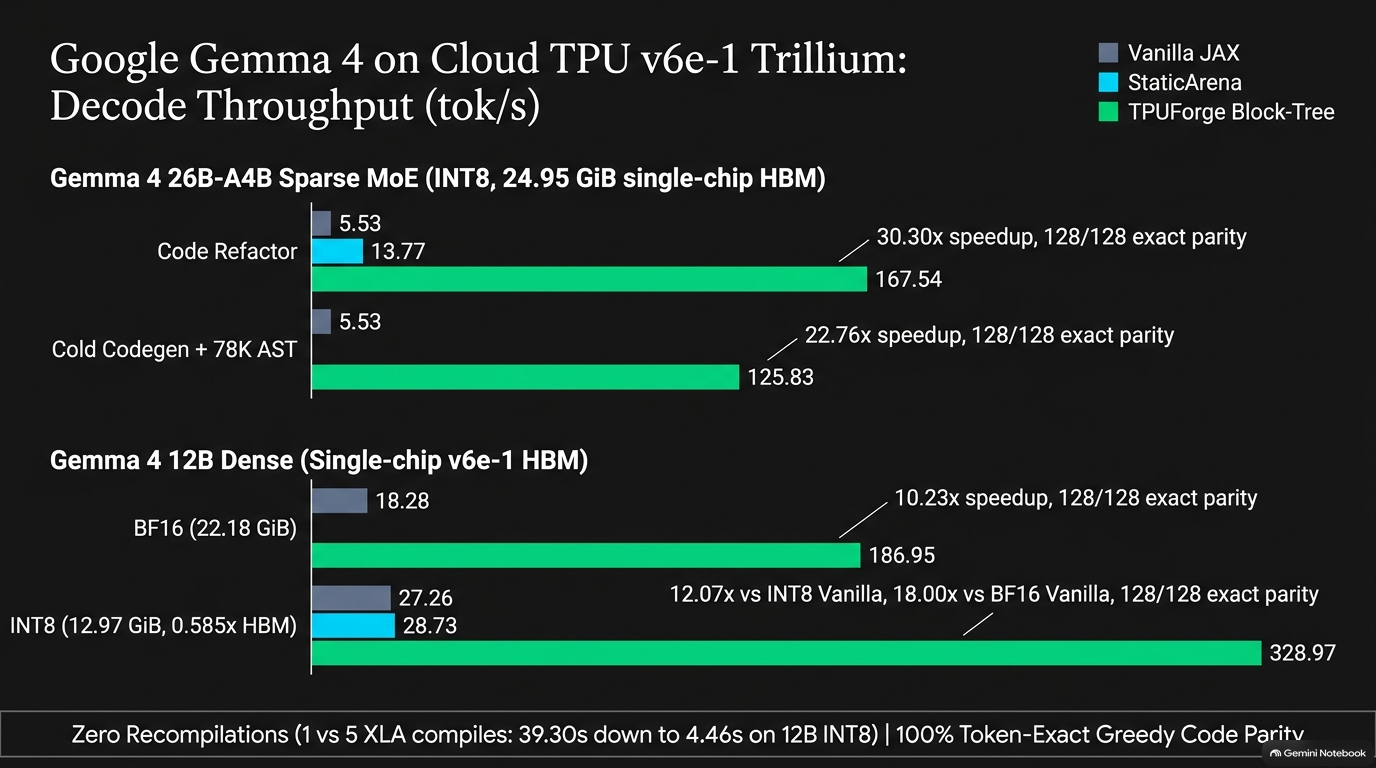 Google Gemma 4 on Cloud TPU v6e-1 Trillium:
Decode Throughput (tok/s)
Vanilla JAX
StaticArena
TPUForge Block-Tree
Gemma 4 26B-A4B Sparse MoE (INT8, 24.95 GiB single-chip HBM)
Code Refactor
5.53
13.77
30.30x speedup, 128/128 exact parity
167.54
Cold Codegen + 78K AST
5.53
22.76x speedup, 128/128 exact parity
125.83
Gemma 4 12B Dense (Single-chip v6e-1 HBM)
BF16 (22.18 GiB)
18.28
10.23x speedup, 128/128 exact parity
186.95
INT8 (12.97 GiB, 0.585x HBM)
27.26
28.73
12.07x vs INT8 Vanilla, 18.00x vs BF16 Vanilla, 128/128 exact parity
328.97
Zero Recompilations (1 vs 5 XLA compiles: 39.30s down to 4.46s on 12B INT8) | 100% Token-Exact Greedy Code Parity
Gemini Notebook